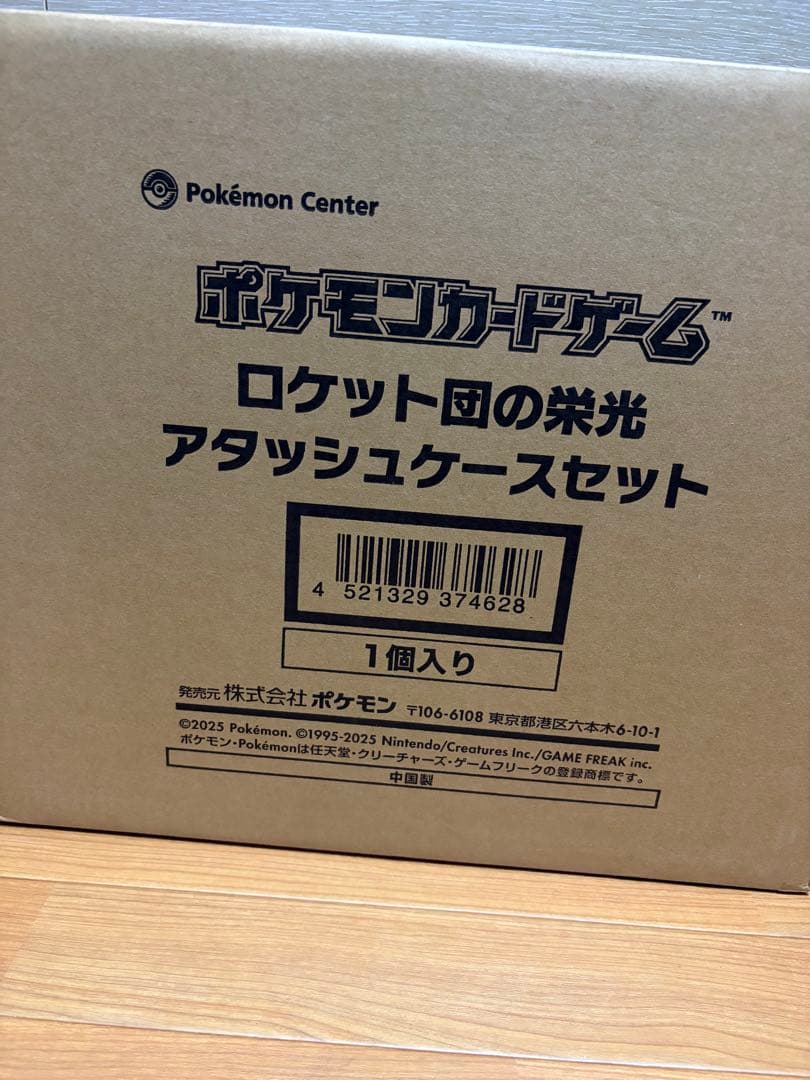 Pokémon Center
ポケモンカードゲーム™
ロケット団の栄光
アタッシュケースセット
4 521329 374628
1個入り
発売元 株式会社 ポケモン 〒106-6108 東京都港区六本木6-10-1
©2025 Pokémon. ©1995-2025 Nintendo/Creatures Inc./GAME FREAK inc.
ポケモン・Pokémonは任天堂・クリーチャーズ・ゲームフリークの登録商標です。
中国製